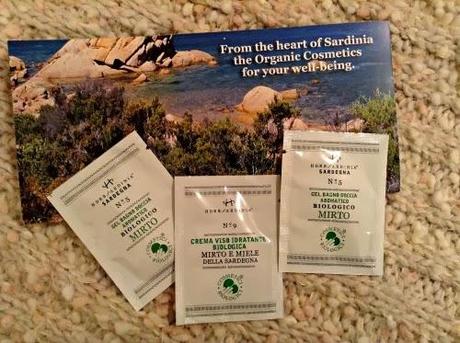 From the heart of Sardinia
the Organic Cosmetics
for your well-being.
SARDEGNA
N°5
GEL BAGNO DOCCIA
AROMATICO
BIOLOGICO
MIRTO
N°9
CREMA VISO IDRATANTE
BIOLOGICA
MIRTO E MIELE
DELLA SARDEGNA
SARDEGNA
N°5
GEL BAGNO DOCCIA
AROMATICO
BIOLOGICO
MIRTO